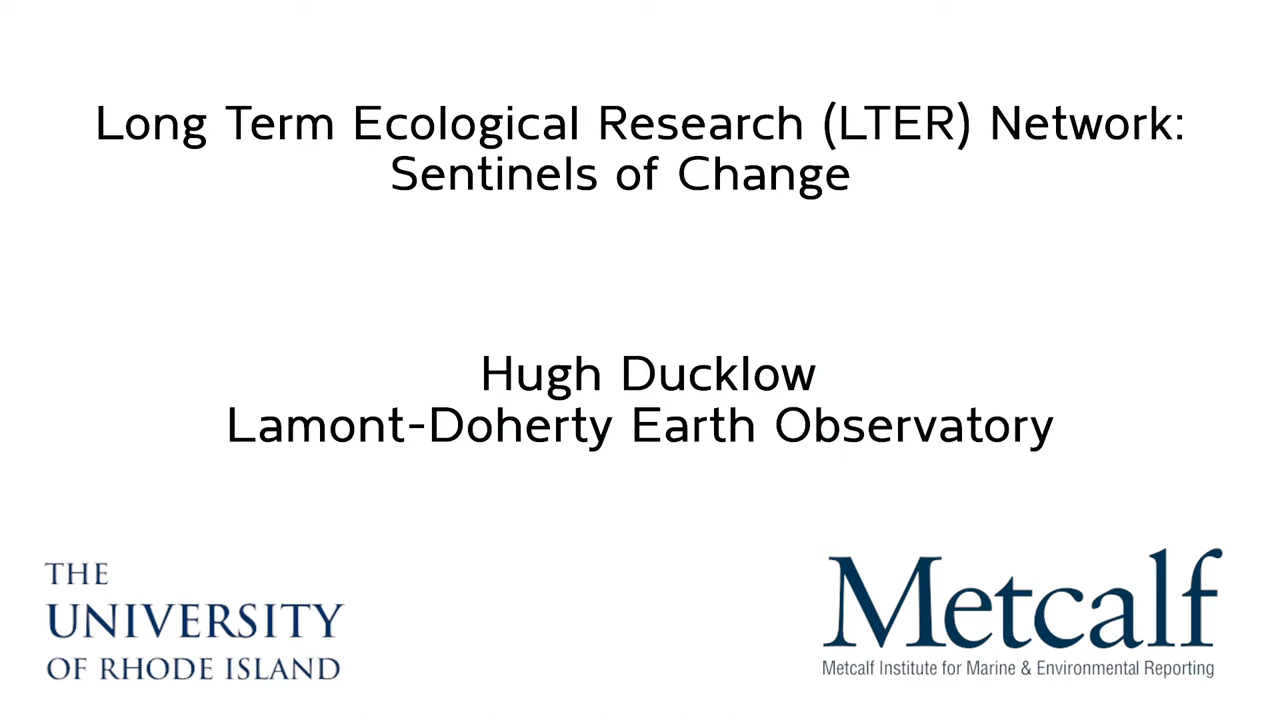 Long Term Ecological Research (LTER) Network:
Sentinels of Change
Hugh Ducklow
Lamont-Doherty Earth Observatory
THE
UNIVERSITY
OF RHODE ISLAND
Metcalf
Metcalf Institute for Marine & Environmental Reporting